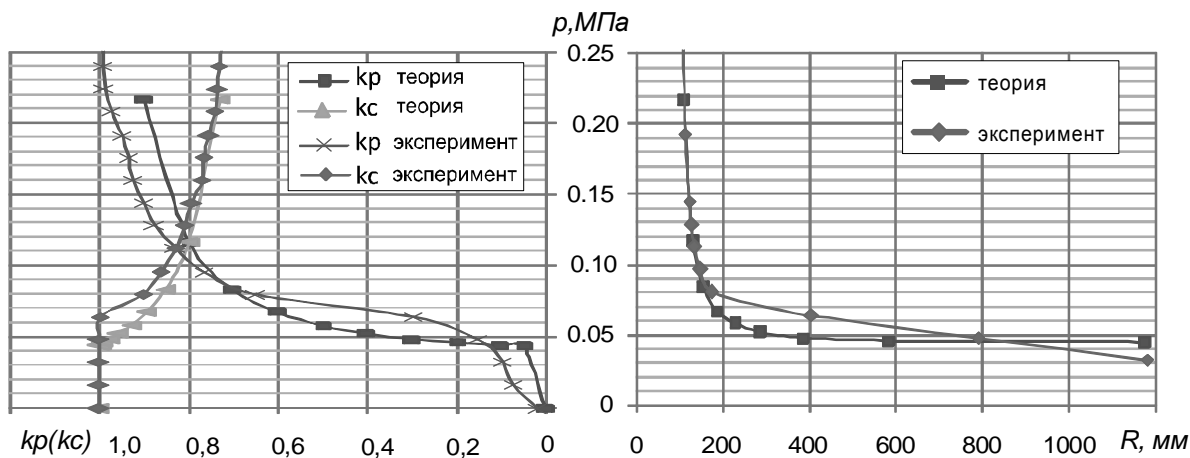 p,МПа
kp теория
kc теория
kp эксперимент
kc эксперимент
0.25
0.20
0.15
0.10
0.05
0
теория
эксперимент
kp(kc) 1,0 0,8 0,6 0,4 0,2 0
0 200 400 600 800 1000 R, мм